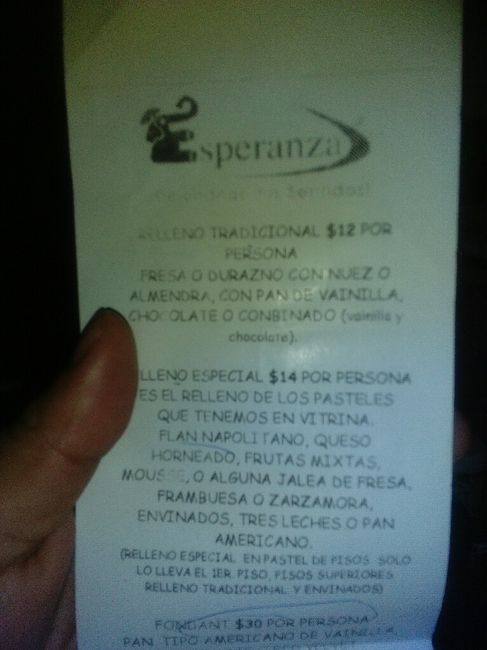 Esperanza
RELLENO TRADICIONAL $12 POR
PERSONA
FRESA O DURAZNO CON NUEZ O
ALMENDRA, CON PAN DE VAINILLA,
CHOCOLATE O CONBINADO (vainilla y
chocolate).
LLENO ESPECIAL $14 POR PERSONA
ES EL RELLENO DE LOS PASTELES
QUE TENEMOS EN VITRINA.
FLAN NAPOLITANO, QUESO
HORNEADO, FRUTAS MIXTAS,
MOUSSE, O ALGUNA JALEA DE FRESA,
FRAMBUESA O ZARZAMORA,
ENVINADOS, TRES LECHES O PAN
AMERICANO.
(RELLENO ESPECIAL EN PASTEL DE PISOS SOLO
LO LLEVA EL 1ER. PISO, PISOS SUPERIORES
RELLENO TRADICIONAL Y ENVINADOS)
FONDANT $30 POR PERSONA
PAN TIPO AMERICANO DE VAINILLA,